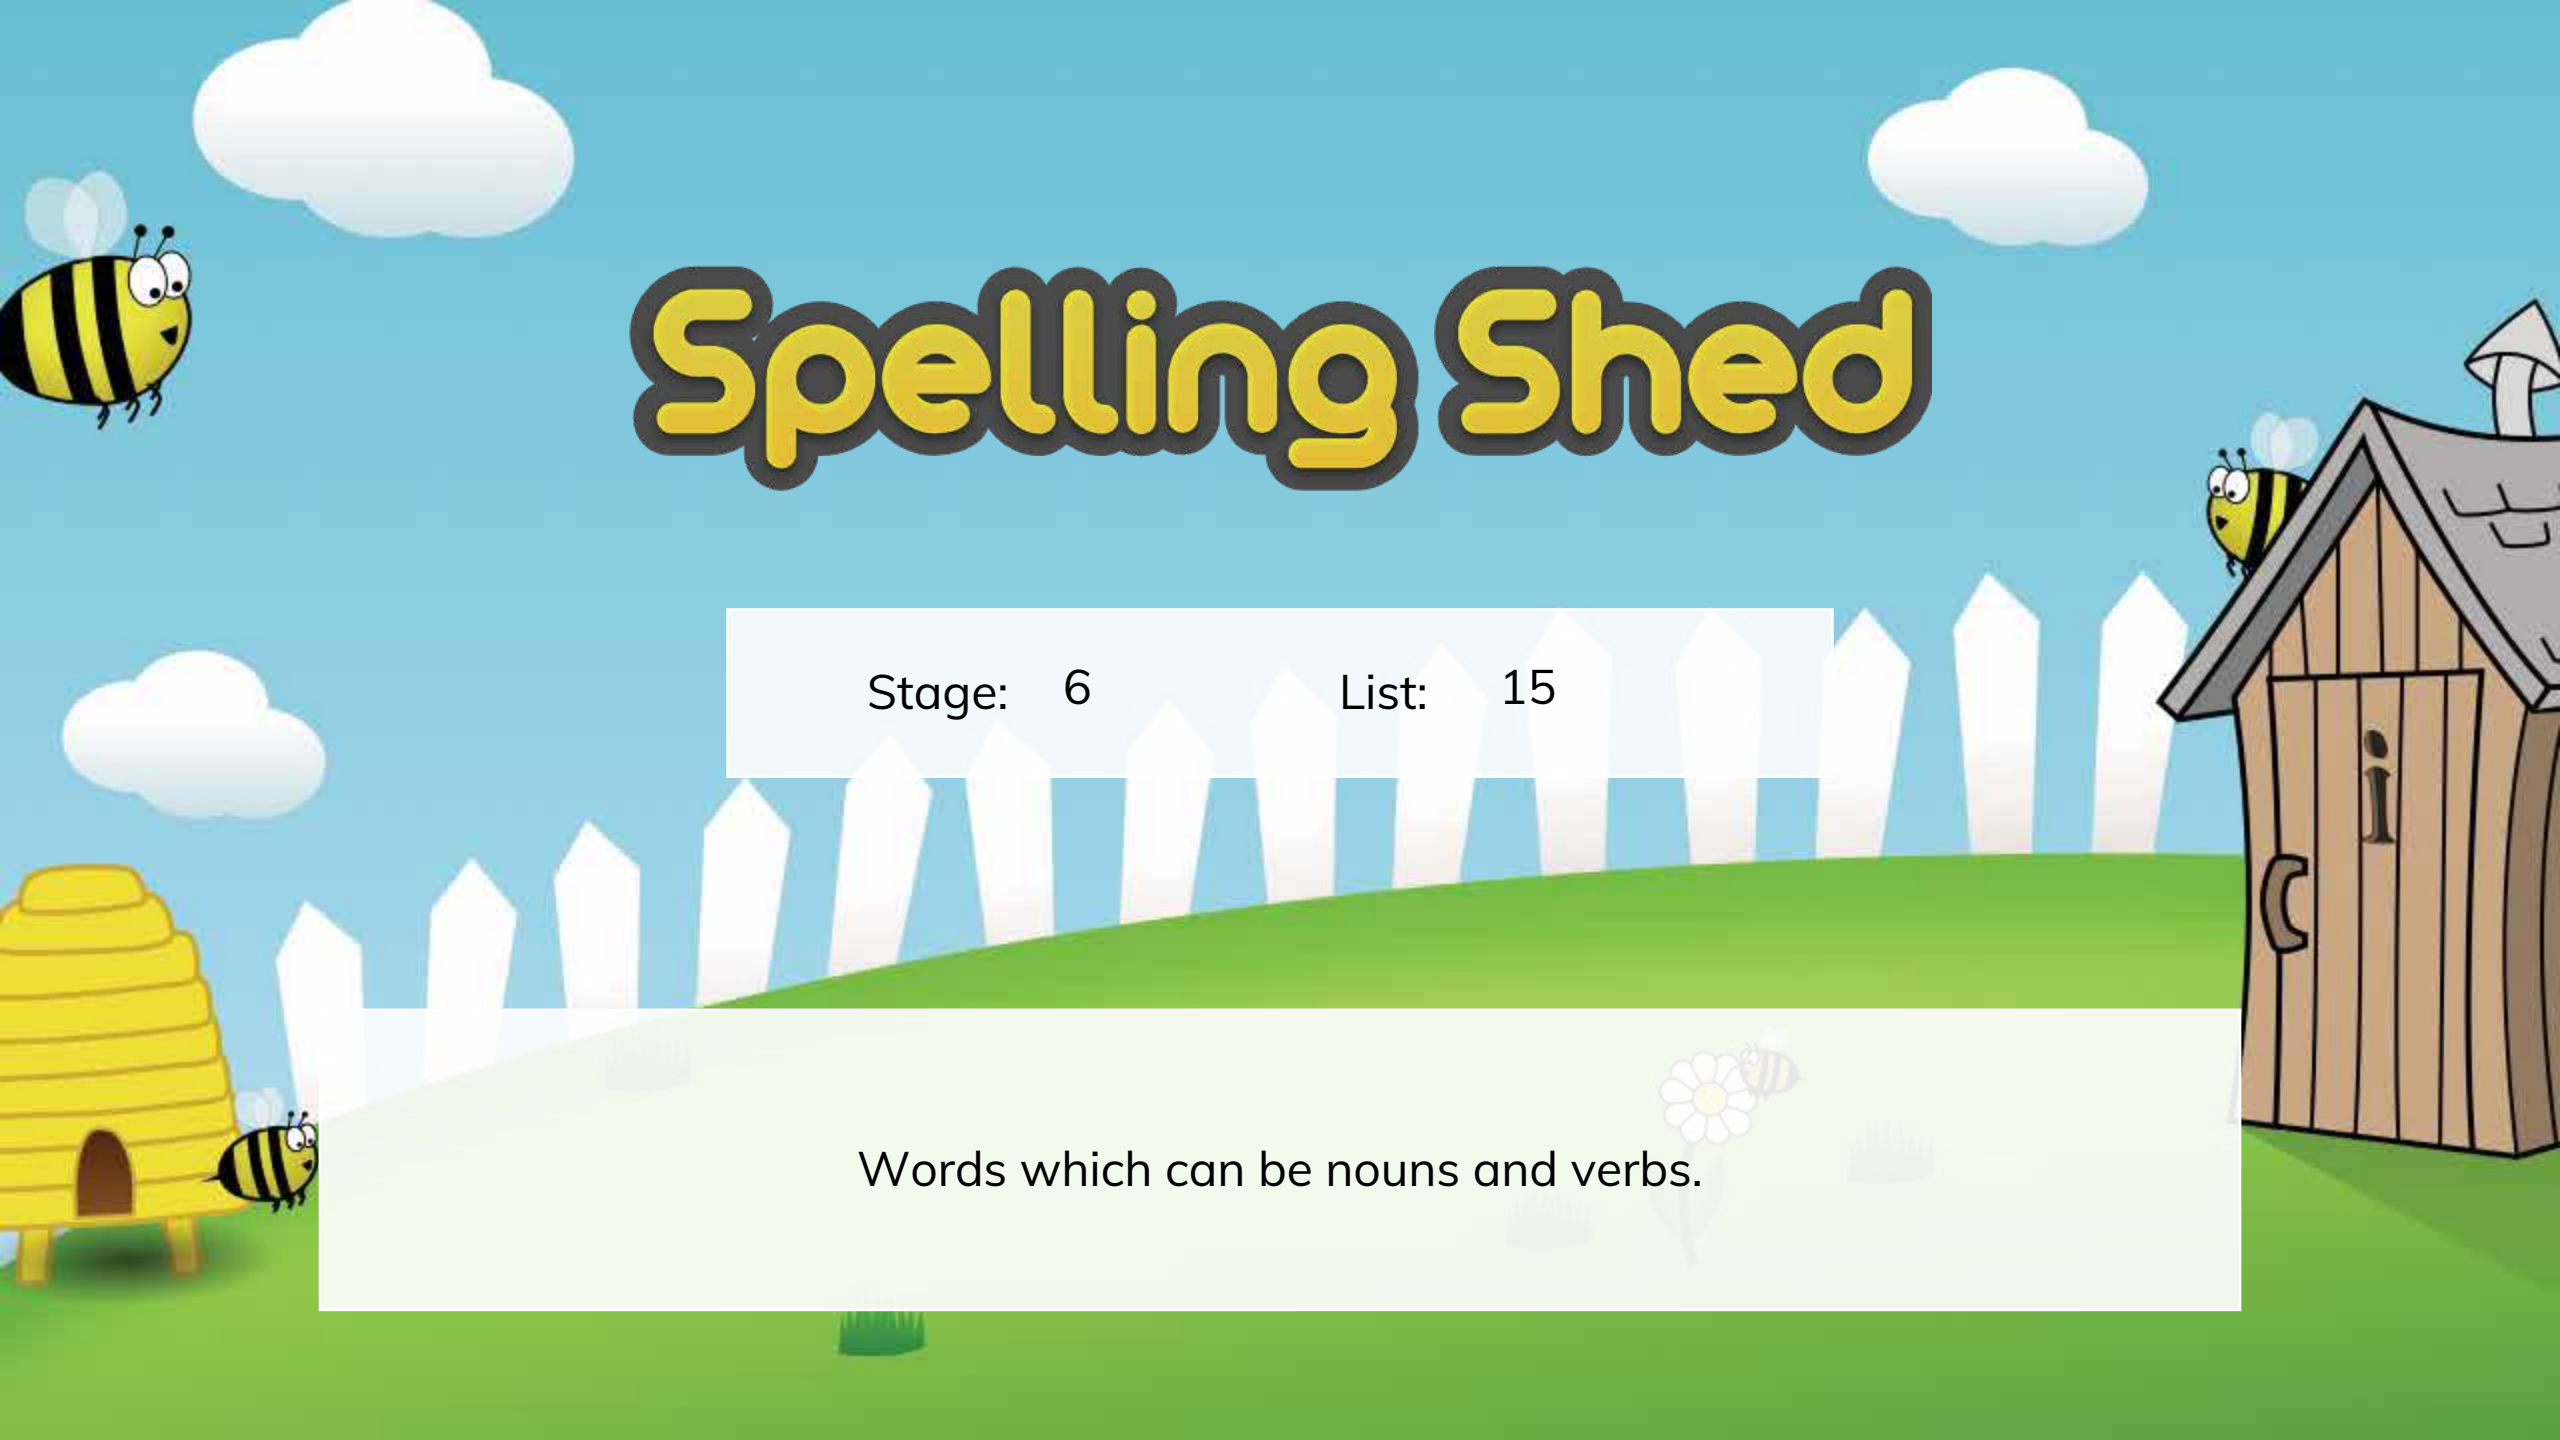 Spelling Shed
Stage: 6 List: 15
i
Words which can be nouns and verbs.